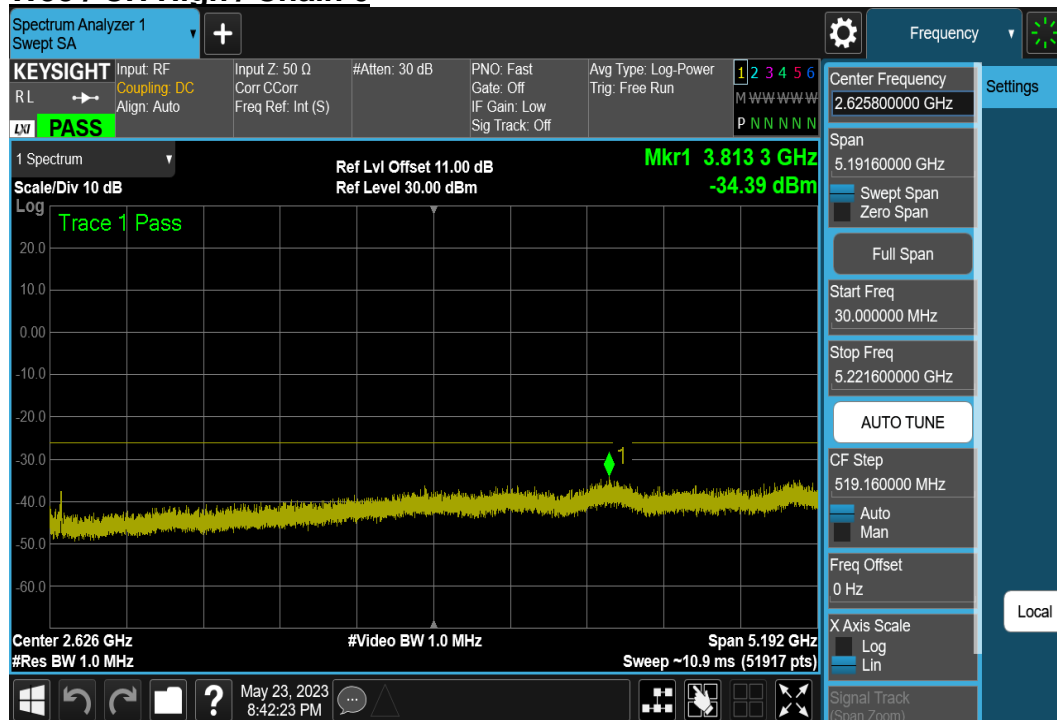 Spectrum Analyzer 1
Swept SA
+
Frequency
KEYSIGHT
RL
LXI PASS
Input: RF
Coupling: DC
Align: Auto
Input Z: 50 Ω
Corr CCorr
Freq Ref: Int (S)
#Atten: 30 dB
PNO: Fast
Gate: Off
IF Gain: Low
Sig Track: Off
Avg Type: Log-Power
Trig: Free Run
1 2 3 4 5 6
M W W W W W
P N N N N N
1 Spectrum
Scale/Div 10 dB
Ref Lvl Offset 11.00 dB
Ref Level 30.00 dBm
Mkr1 3.813 3 GHz
-34.39 dBm
Log
Trace 1 Pass
20.0
10.0
0.00
-10.0
-20.0
-30.0
-40.0
-50.0
-60.0
1
Center 2.626 GHz
#Res BW 1.0 MHz
#Video BW 1.0 MHz
Span 5.192 GHz
Sweep ~10.9 ms (51917 pts)
?
May 23, 2023
8:42:23 PM
Center Frequency
2.625800000 GHz
Span
5.19160000 GHz
Swept Span
Zero Span
Full Span
Start Freq
30.000000 MHz
Stop Freq
5.221600000 GHz
AUTO TUNE
CF Step
519.160000 MHz
Auto
Man
Freq Offset
0 Hz
X Axis Scale
Log
Lin
Signal Track
(Span Zoom)
Settings
Local